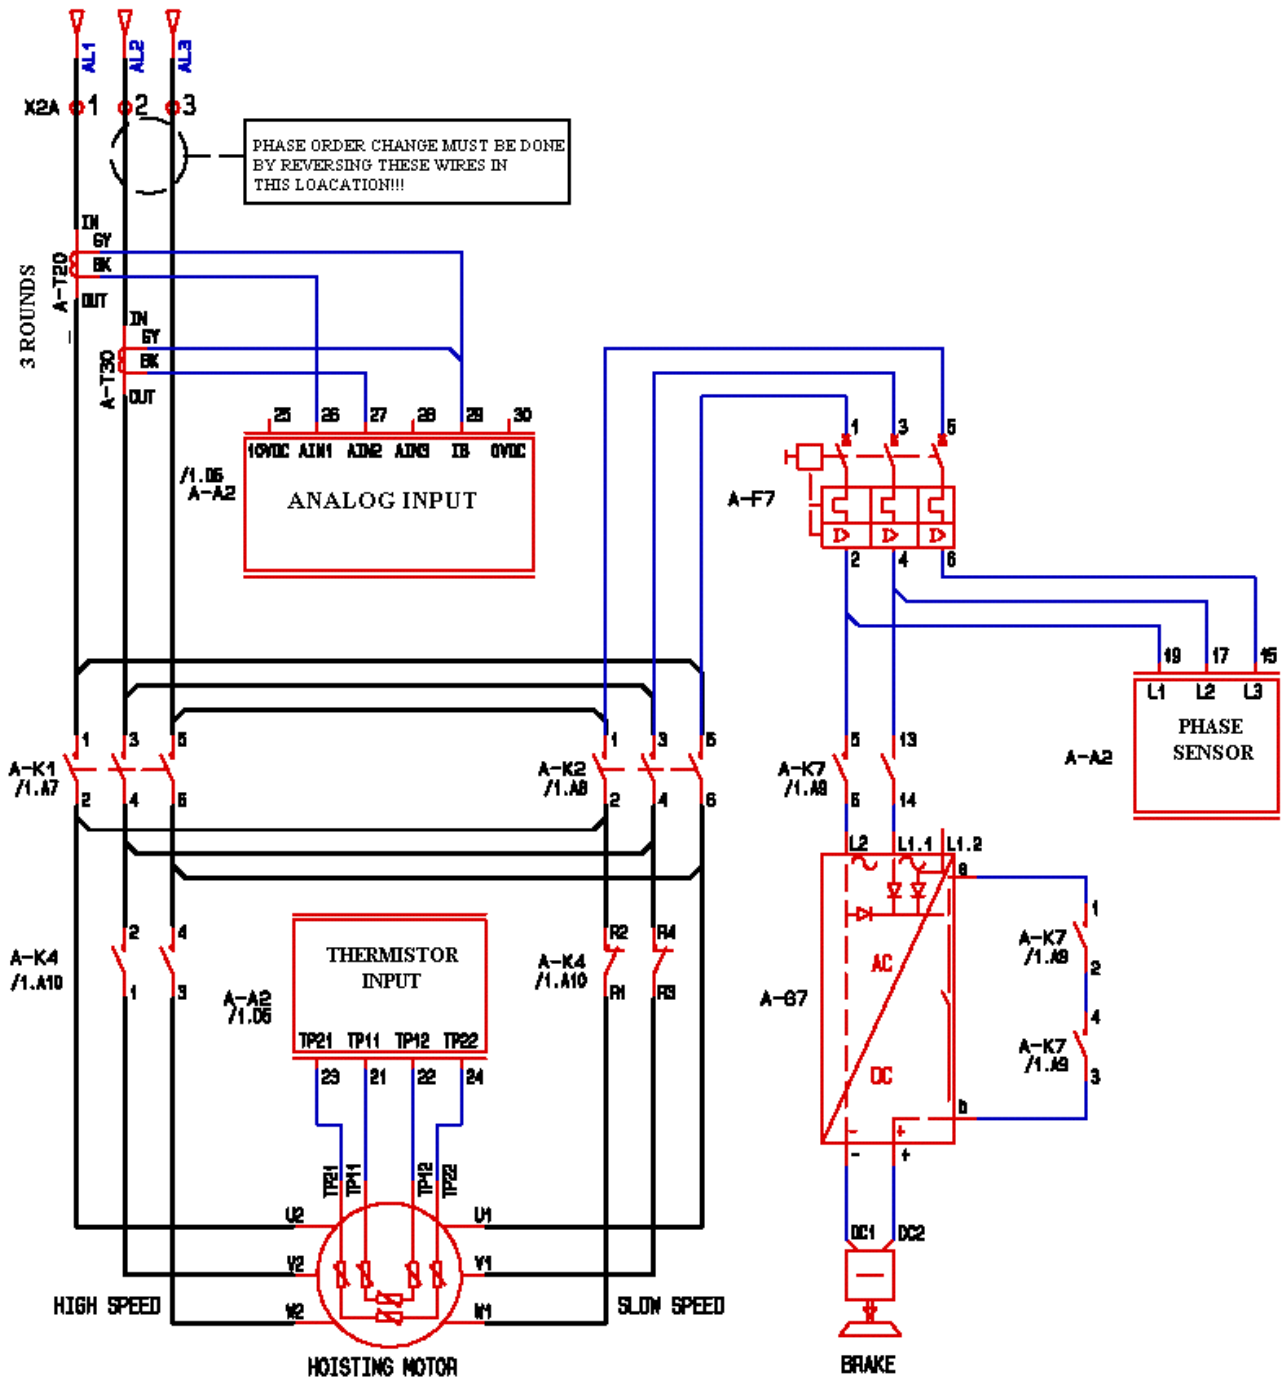 AL1 AL2 AL3
X2A 1 2 3
PHASE ORDER CHANGE MUST BE DONE
BY REVERSING THESE WIRES IN
THIS LOACATION!!!
IN
GY
BK
OUT
A-T20
3 ROUNDS
IN
GY
BK
OUT
A-T30
25 26 27 28 29 30
10VDC AIN1 AIN2 AIN3 IB 0VDC
/1.D6
A-A2
ANALOG INPUT
1 3 5
A-F7
I> I> I>
2 4 6
19 17 15
L1 L2 L3
PHASE
SENSOR
A-A2
1 3 5
A-K1
/1.A7
2 4 6
1 3 5
A-K2
/1.A8
2 4 6
5 13
A-K7
/1.A9
6 14
L2 L1.1 L1.2
AC
DC
A-G7
- +
- +
1
A-K7
/1.A9
2
4
A-K7
/1.A9
3
2 4
A-K4
/1.A10
1 3
THERMISTOR
INPUT
A-A2
/1.D6
TP21 TP11 TP12 TP22
23 21 22 24
R2 R4
A-K4
/1.A10
R1 R3
TP21 TP11 TP12 TP22
U2 U1
V2 V1
W2 W1
HIGH SPEED
SLOW SPEED
HOISTING MOTOR
DC1 DC2
BRAKE